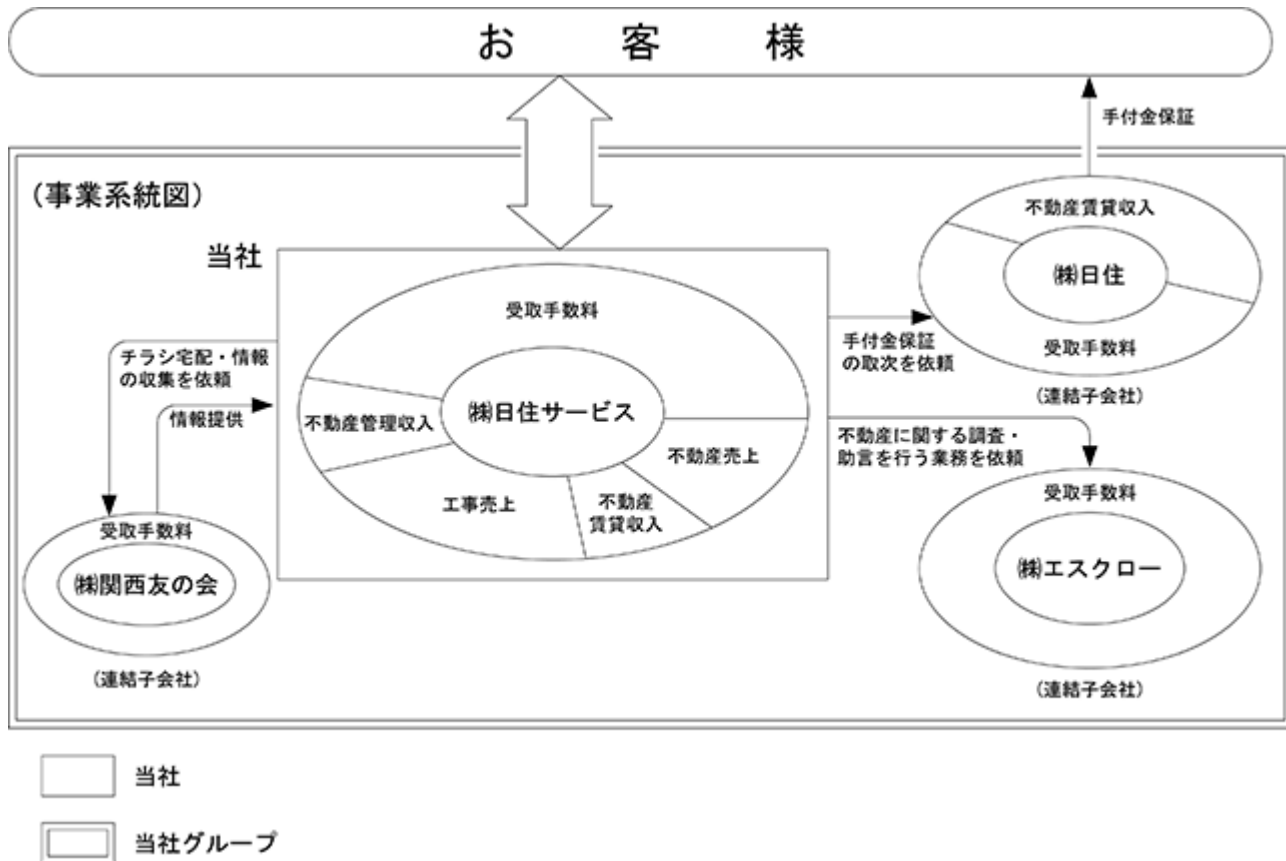 お客様
手付金保証
(事業系統図)
不動産賃貸収入
㈱日住
受取手数料
(連結子会社)
当社
受取手数料
㈱日住サービス
不動産管理収入
不動産売上
工事売上
不動産
賃貸収入
チラシ宅配・情報
の収集を依頼
情報提供
手付金保証
の取次を依頼
不動産に関する調査・
助言を行う業務を依頼
受取手数料
㈱関西友の会
(連結子会社)
受取手数料
㈱エスクロー
(連結子会社)
当社
当社グループ